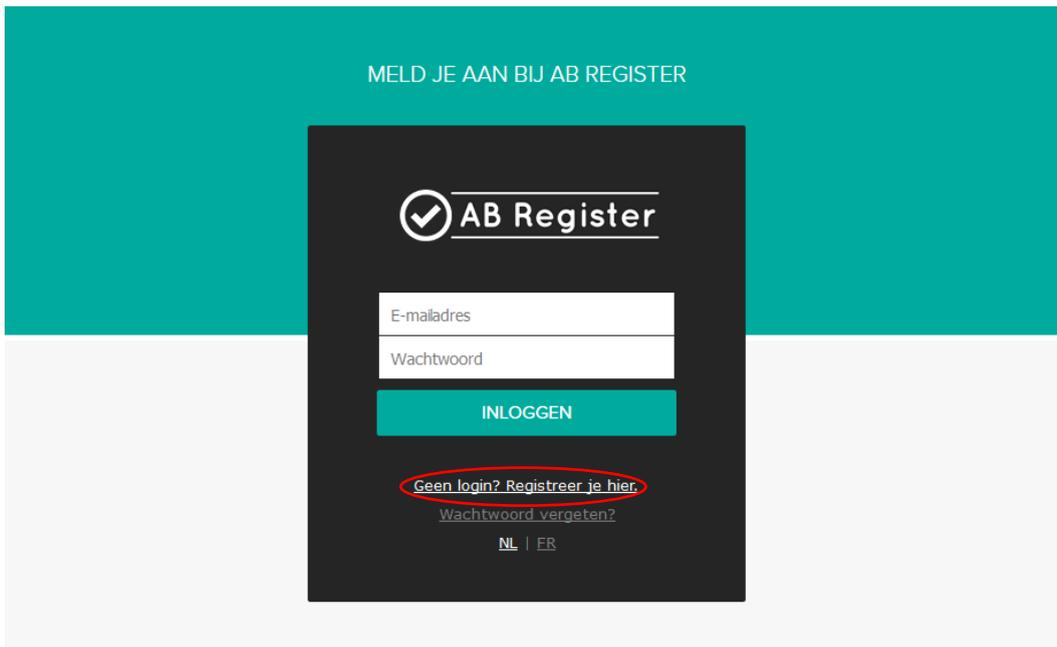 MELD JE AAN BIJ AB REGISTER
AB Register
E-mailadres
Wachtwoord
INLOGGEN
Geen login? Registreer je hier.
Wachtwoord vergeten?
NL | FR